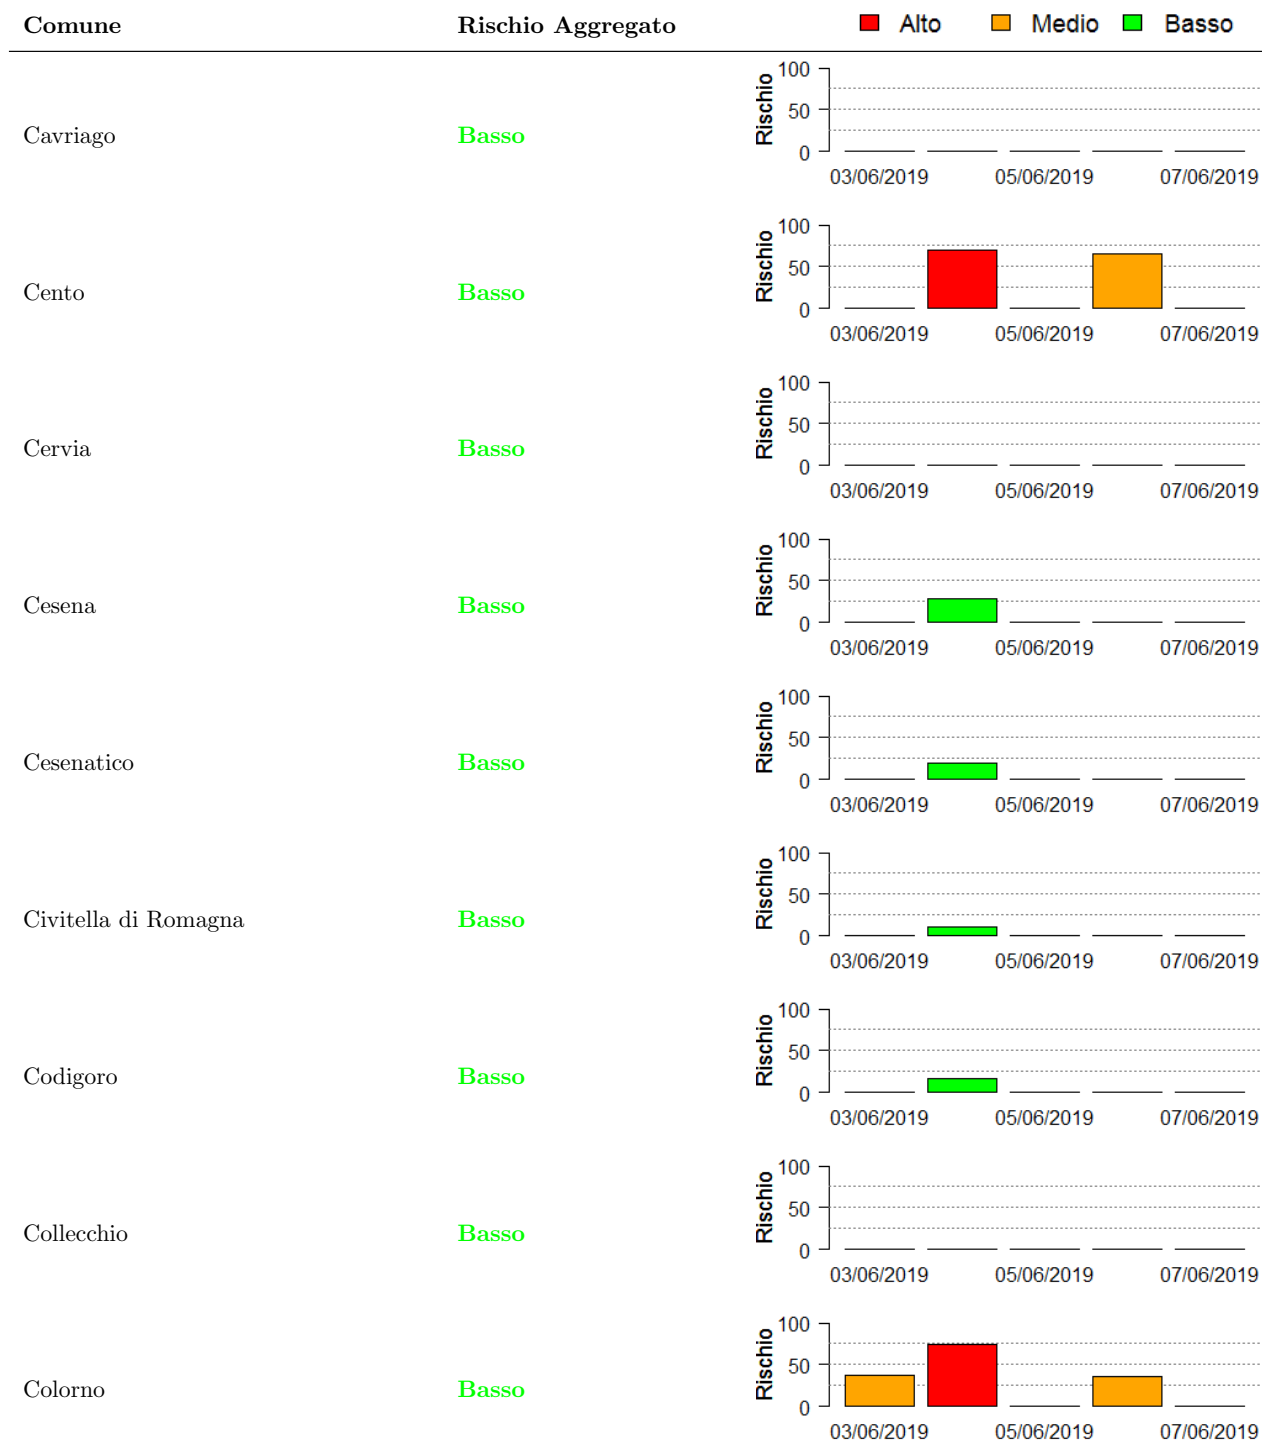 Comune Rischio Aggregato Alto Medio Basso
100
50
0
Rischio
Cavriago Basso
03/06/2019 05/06/2019 07/06/2019
100
50
0
Rischio
Cento Basso
03/06/2019 05/06/2019 07/06/2019
100
50
0
Rischio
Cervia Basso
03/06/2019 05/06/2019 07/06/2019
100
50
0
Rischio
Cesena Basso
03/06/2019 05/06/2019 07/06/2019
100
50
0
Rischio
Cesenatico Basso
03/06/2019 05/06/2019 07/06/2019
100
50
0
Rischio
Civitella di Romagna Basso
03/06/2019 05/06/2019 07/06/2019
100
50
0
Rischio
Codigoro Basso
03/06/2019 05/06/2019 07/06/2019
100
50
0
Rischio
Collecchio Basso
03/06/2019 05/06/2019 07/06/2019
100
50
0
Rischio
Colorno Basso
03/06/2019 05/06/2019 07/06/2019